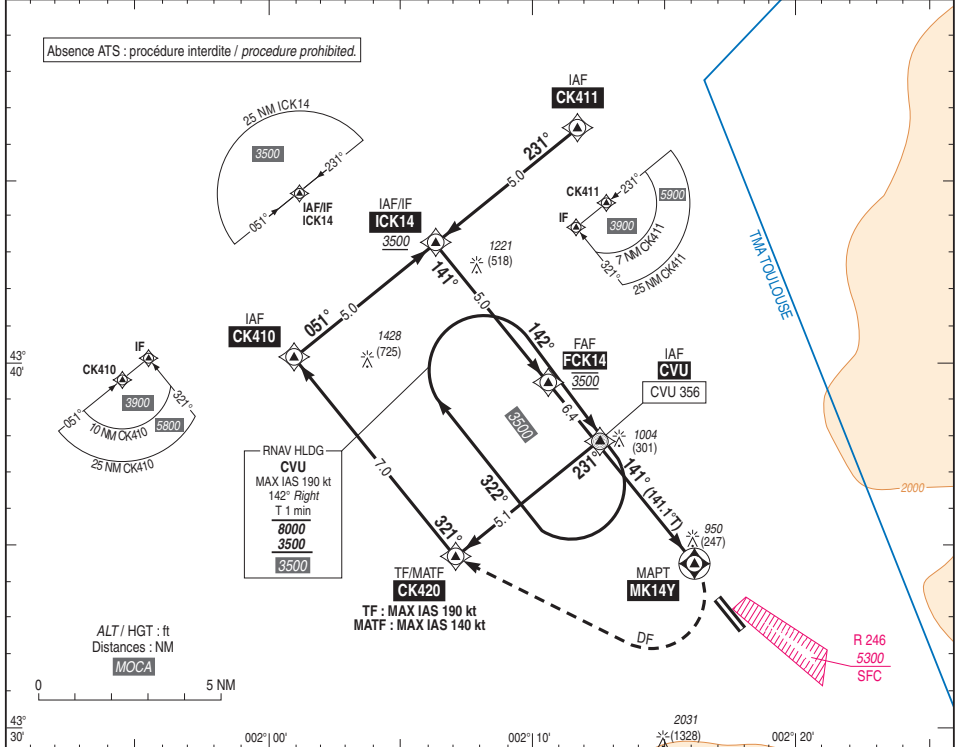 Absence ATS : procédure interdite / procedure prohibited.
IAF
CK411
25 NM ICK14
3500
231°
051°
IAF/IF
ICK14
231°
5.0
IAF/IF
ICK14
3500
CK411
231°
5900
IF
3900
7 NM CK411
321°
25 NM CK411
1221
(518)
141°
5.0
TMA TOULOUSE
IAF
CK410
051°
5.0
1428
(725)
142°
FAF
FCK14
3500
IAF
CVU
CVU 356
43°
40'
IF
CK410
051°
3900
321°
5800
10 NM CK410
25 NM CK410
3500
6.4
1004
(301)
231°
141° (141.1°T)
RNAV HLDG
CVU
MAX IAS 190 kt
142° Right
T 1 min
8000
3500
3500
7.0
322°
5.1
321°
2000
950
(247)
TF/MATF
CK420
TF : MAX IAS 190 kt
MATF : MAX IAS 140 kt
MAPT
MK14Y
DF
R 246
5300
SFC
ALT / HGT : ft
Distances : NM
MOCA
0 5 NM
2031
(1328)
43°
30'
002° 00'
002° 10'
002° 20'